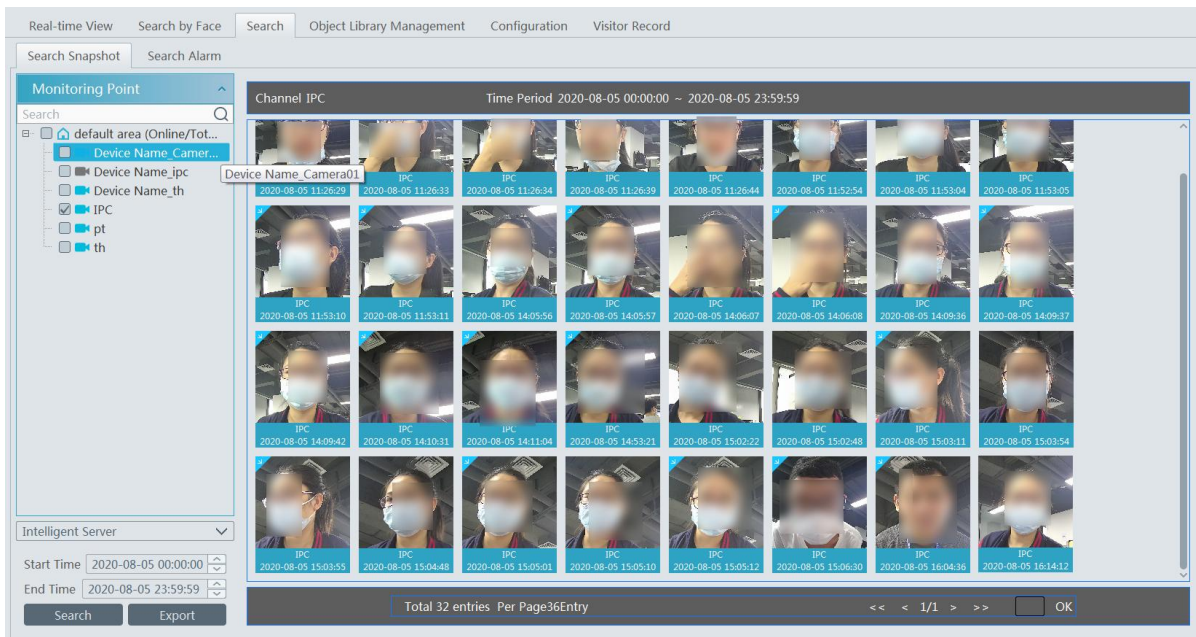 Real-time View Search by Face Search Object Library Management Configuration Visitor Record
Search Snapshot Search Alarm
Monitoring Point
Search
default area (Online/Tot...
Device Name_Camer...
Device Name_ipc
Device Name_Camera01
Device Name_th
IPC
pt
th
Intelligent Server
Start Time 2020-08-05 00:00:00
End Time 2020-08-05 23:59:59
Search Export
Channel IPC Time Period 2020-08-05 00:00:00 ~ 2020-08-05 23:59:59
IPC IPC IPC IPC IPC IPC IPC
2020-08-05 11:26:29 2020-08-05 11:26:33 2020-08-05 11:26:34 2020-08-05 11:26:39 2020-08-05 11:26:44 2020-08-05 11:52:54 2020-08-05 11:53:04 2020-08-05 11:53:05
IPC IPC IPC IPC IPC IPC IPC IPC
2020-08-05 11:53:10 2020-08-05 11:53:11 2020-08-05 14:05:56 2020-08-05 14:05:57 2020-08-05 14:06:07 2020-08-05 14:06:08 2020-08-05 14:09:36 2020-08-05 14:09:37
IPC IPC IPC IPC IPC IPC IPC IPC
2020-08-05 14:09:42 2020-08-05 14:10:31 2020-08-05 14:11:04 2020-08-05 14:53:21 2020-08-05 15:02:22 2020-08-05 15:02:48 2020-08-05 15:03:11 2020-08-05 15:03:54
IPC IPC IPC IPC IPC IPC IPC IPC
2020-08-05 15:03:55 2020-08-05 15:04:48 2020-08-05 15:05:01 2020-08-05 15:05:10 2020-08-05 15:05:12 2020-08-05 15:06:30 2020-08-05 16:04:36 2020-08-05 16:14:12
Total 32 entries Per Page36Entry << < 1/1 > >> OK